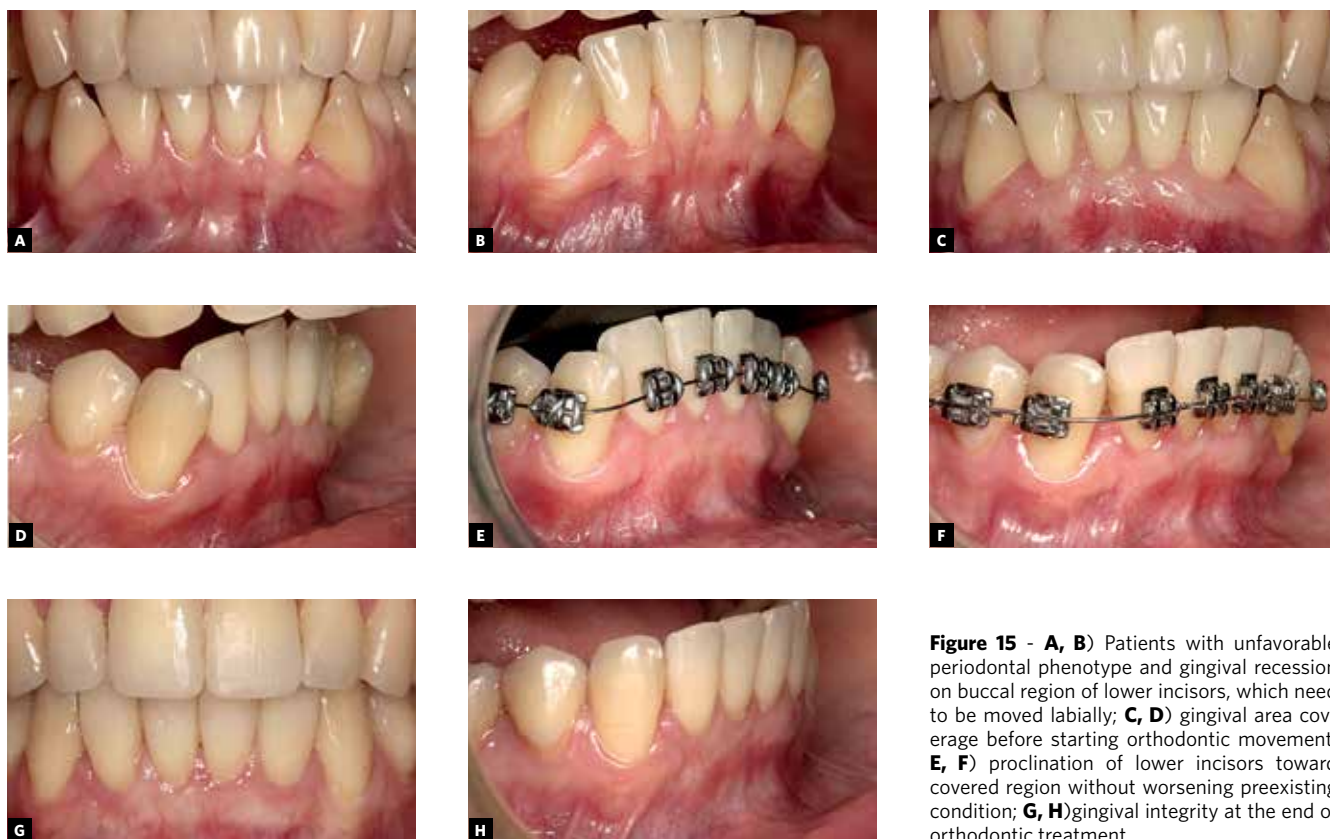 A
B
C
D
E
F
G
H
Figure 15 - A, B) Patients with unfavorable
periodontal phenotype and gingival recession
on buccal region of lower incisors, which need
to be moved labially; C, D) gingival area cov
erage before starting orthodontic movement
E, F) proclination of lower incisors toward
covered region without worsening preexisting
condition; G, H)gingival integrity at the end o
orthodontic treatment